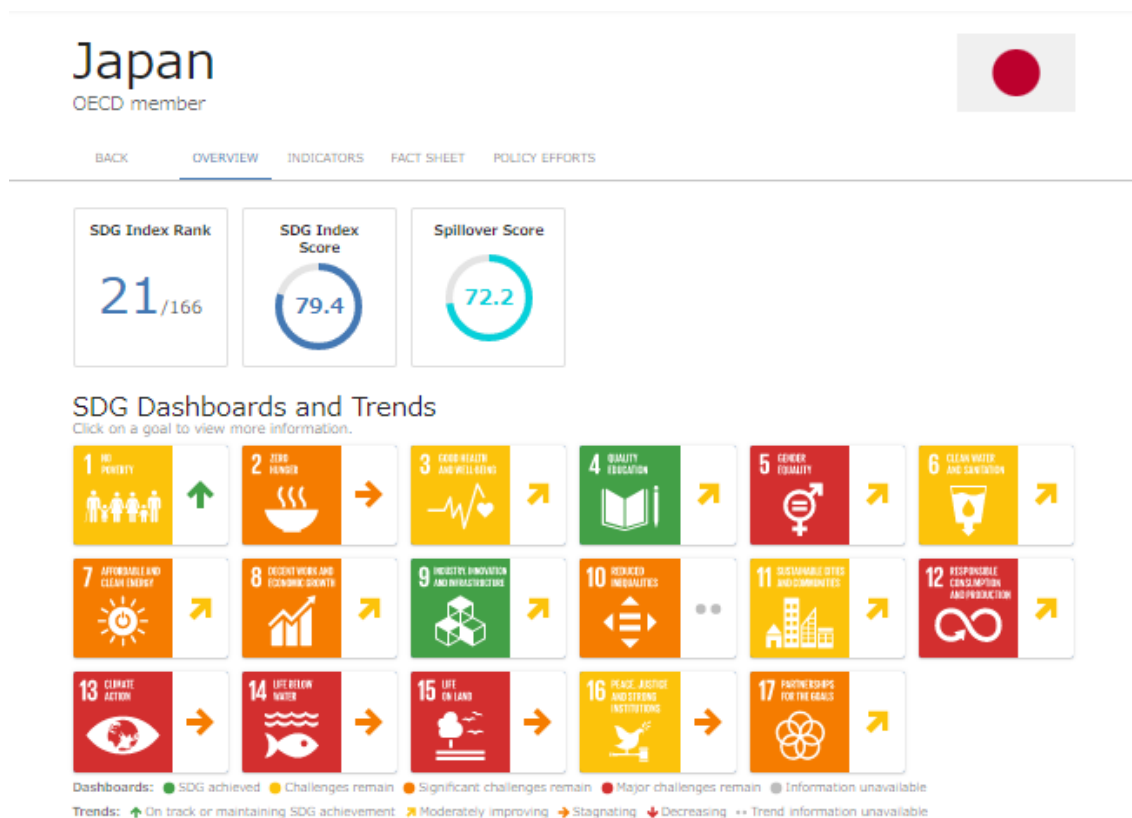 Japan
OECD member
BACK OVERVIEW INDICATORS FACT SHEET POLICY EFFORTS
SDG Index Rank
21/166
SDG Index
Score
79.4
Spillover Score
72.2
SDG Dashboards and Trends
Click on a goal to view more information.
1 NO
POVERTY
2 ZERO
HUNGER
3 GOOD HEALTH
AND WELL-BEING
4 QUALITY
EDUCATION
5 GENDER
EQUALITY
6 CLEAN WATER
AND SANITATION
7 AFFORDABLE AND
CLEAN ENERGY
8 DECENT WORK AND
ECONOMIC GROWTH
9 INDUSTRY, INNOVATION
AND INFRASTRUCTURE
10 REDUCED
INEQUALITIES
11 SUSTAINABLE CITIES
AND COMMUNITIES
12 RESPONSIBLE
CONSUMPTION
AND PRODUCTION
13 CLIMATE
ACTION
14 LIFE BELOW
WATER
15 LIFE
ON LAND
16 PEACE, JUSTICE
AND STRONG
INSTITUTIONS
17 PARTNERSHIPS
FOR THE GOALS
Dashboards: SDG achieved Challenges remain Significant challenges remain Major challenges remain Information unavailable
Trends: On track or maintaining SDG achievement Moderately improving Stagnating Decreasing Trend information unavailable